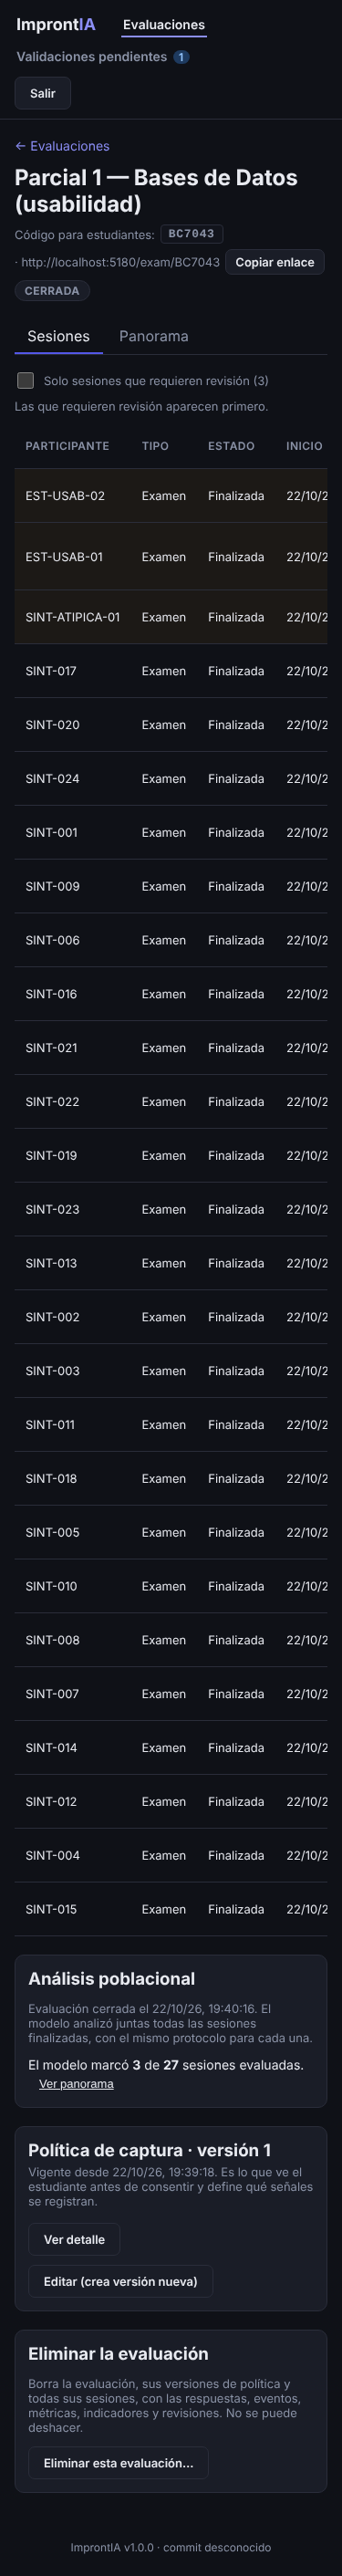 ImprontIA Evaluaciones
Validaciones pendientes 1
Salir
← Evaluaciones
Parcial 1 — Bases de Datos
(usabilidad)
Código para estudiantes: BC7043
· http://localhost:5180/exam/BC7043 Copiar enlace
CERRADA
Sesiones Panorama
Solo sesiones que requieren revisión (3)
Las que requieren revisión aparecen primero.
PARTICIPANTE TIPO ESTADO INICIO
EST-USAB-02 Examen Finalizada 22/10/2
EST-USAB-01 Examen Finalizada 22/10/2
SINT-ATIPICA-01 Examen Finalizada 22/10/2
SINT-017 Examen Finalizada 22/10/2
SINT-020 Examen Finalizada 22/10/2
SINT-024 Examen Finalizada 22/10/2
SINT-001 Examen Finalizada 22/10/2
SINT-009 Examen Finalizada 22/10/2
SINT-006 Examen Finalizada 22/10/2
SINT-016 Examen Finalizada 22/10/2
SINT-021 Examen Finalizada 22/10/2
SINT-022 Examen Finalizada 22/10/2
SINT-019 Examen Finalizada 22/10/2
SINT-023 Examen Finalizada 22/10/2
SINT-013 Examen Finalizada 22/10/2
SINT-002 Examen Finalizada 22/10/2
SINT-003 Examen Finalizada 22/10/2
SINT-011 Examen Finalizada 22/10/2
SINT-018 Examen Finalizada 22/10/2
SINT-005 Examen Finalizada 22/10/2
SINT-010 Examen Finalizada 22/10/2
SINT-008 Examen Finalizada 22/10/2
SINT-007 Examen Finalizada 22/10/2
SINT-014 Examen Finalizada 22/10/2
SINT-012 Examen Finalizada 22/10/2
SINT-004 Examen Finalizada 22/10/2
SINT-015 Examen Finalizada 22/10/2
Análisis poblacional
Evaluación cerrada el 22/10/26, 19:40:16. El
modelo analizó juntas todas las sesiones
finalizadas, con el mismo protocolo para cada una.
El modelo marcó 3 de 27 sesiones evaluadas.
Ver panorama
Política de captura · versión 1
Vigente desde 22/10/26, 19:39:18. Es lo que ve el
estudiante antes de consentir y define qué señales
se registran.
Ver detalle
Editar (crea versión nueva)
Eliminar la evaluación
Borra la evaluación, sus versiones de política y
todas sus sesiones, con las respuestas, eventos,
métricas, indicadores y revisiones. No se puede
deshacer.
Eliminar esta evaluación...
ImprontIA v1.0.0 · commit desconocido